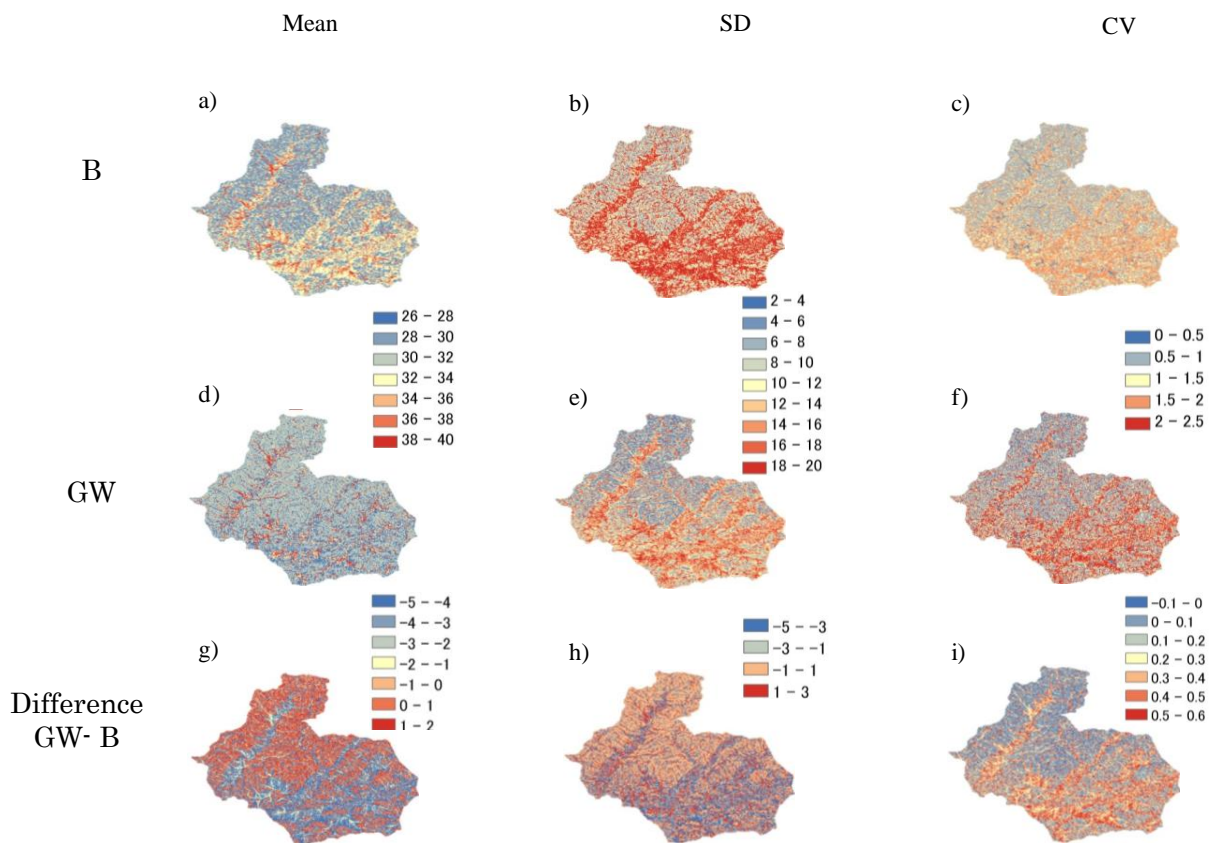 Mean SD CV
a) b) c)
B
26 - 28
28 - 30
30 - 32
32 - 34
34 - 36
36 - 38
38 - 40
2 - 4
4 - 6
6 - 8
8 - 10
10 - 12
12 - 14
14 - 16
16 - 18
18 - 20
0 - 0.5
0.5 - 1
1 - 1.5
1.5 - 2
2 - 2.5
d) e) f)
GW
-5 - -4
-4 - -3
-3 - -2
-2 - -1
-1 - 0
0 - 1
1 - 2
-5 - -3
-3 - -1
-1 - 1
1 - 3
-0.1 - 0
0 - 0.1
0.1 - 0.2
0.2 - 0.3
0.3 - 0.4
0.4 - 0.5
0.5 - 0.6
g) h) i)
Difference
GW- B